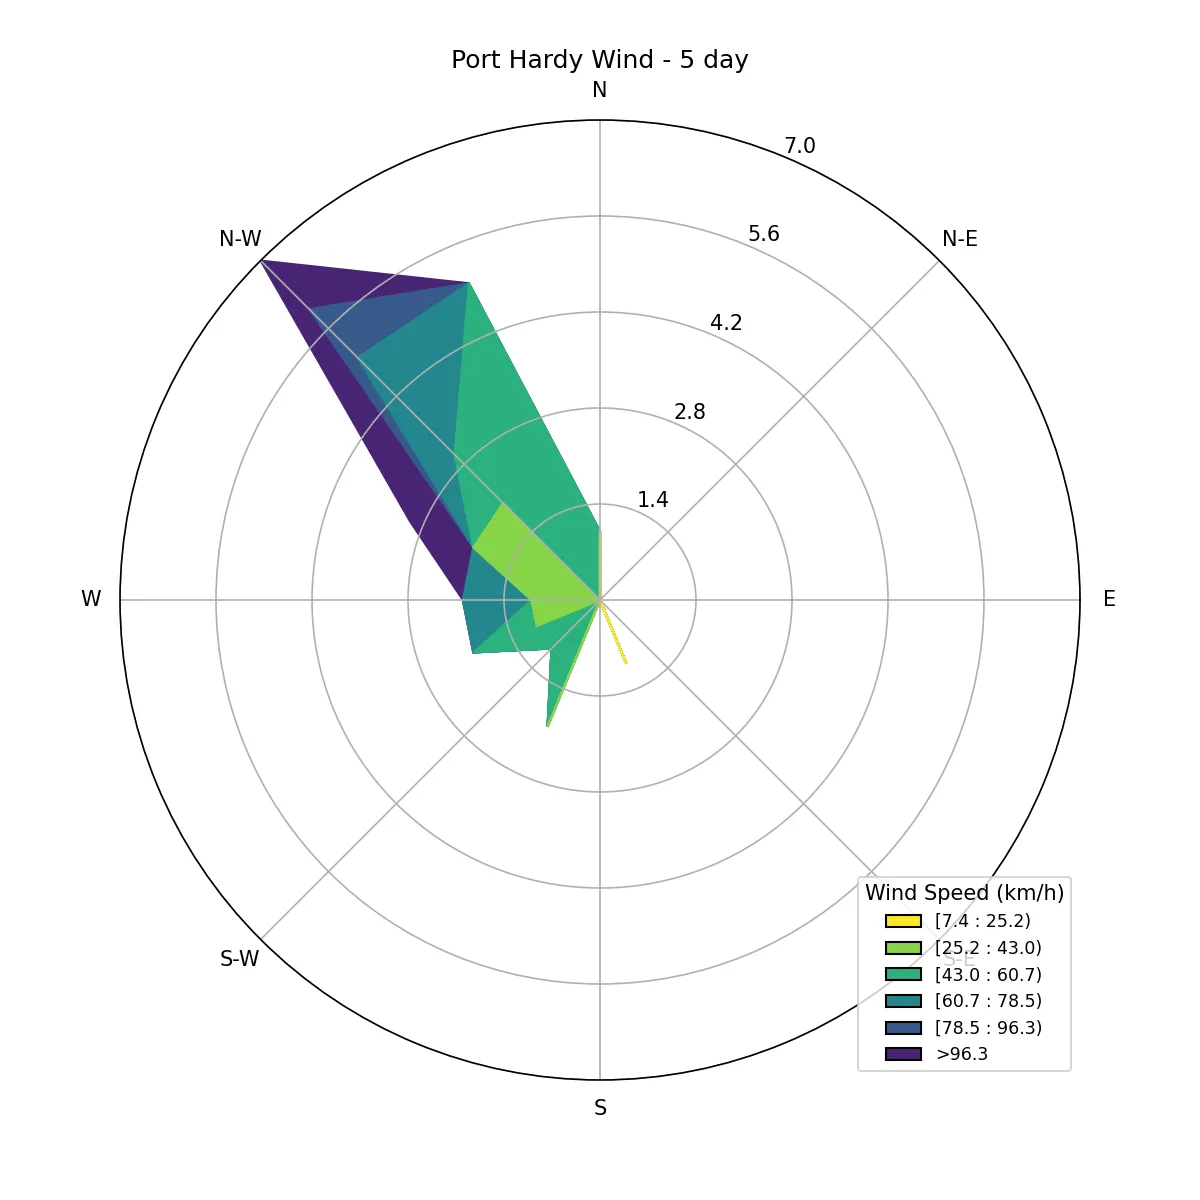 Port Hardy Wind - 5 day
N
7.0
N-W
N-E
5.6
4.2
2.8
1.4
W
E
S-W
S-E
S
Wind Speed (km/h)
[7.4 : 25.2)
[25.2 : 43.0)
[43.0 : 60.7)
[60.7 : 78.5)
[78.5 : 96.3)
>96.3